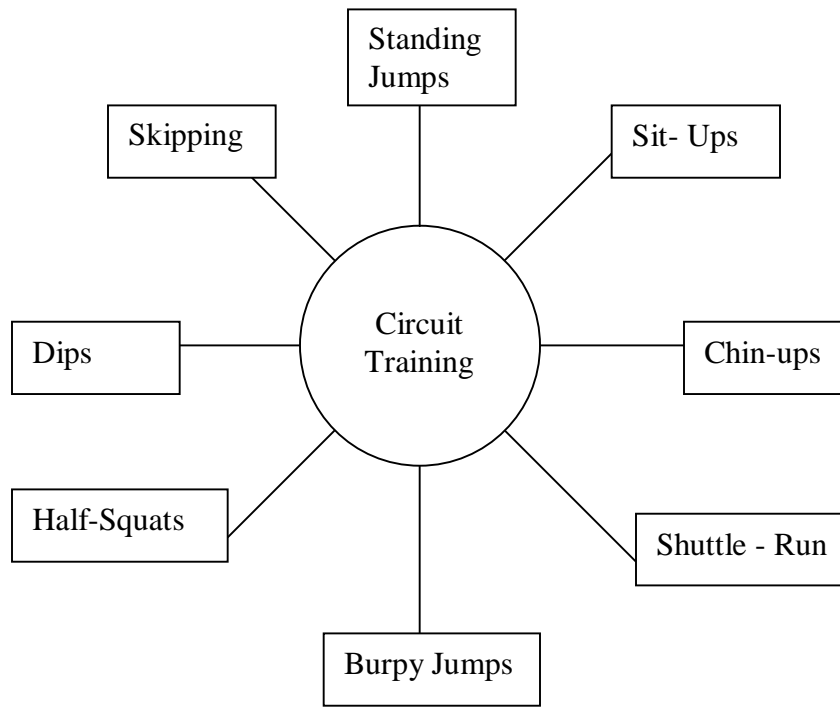 Standing
Jumps
Skipping
Sit- Ups
Circuit
Training
Dips
Chin-ups
Half-Squats
Shuttle - Run
Burpy Jumps